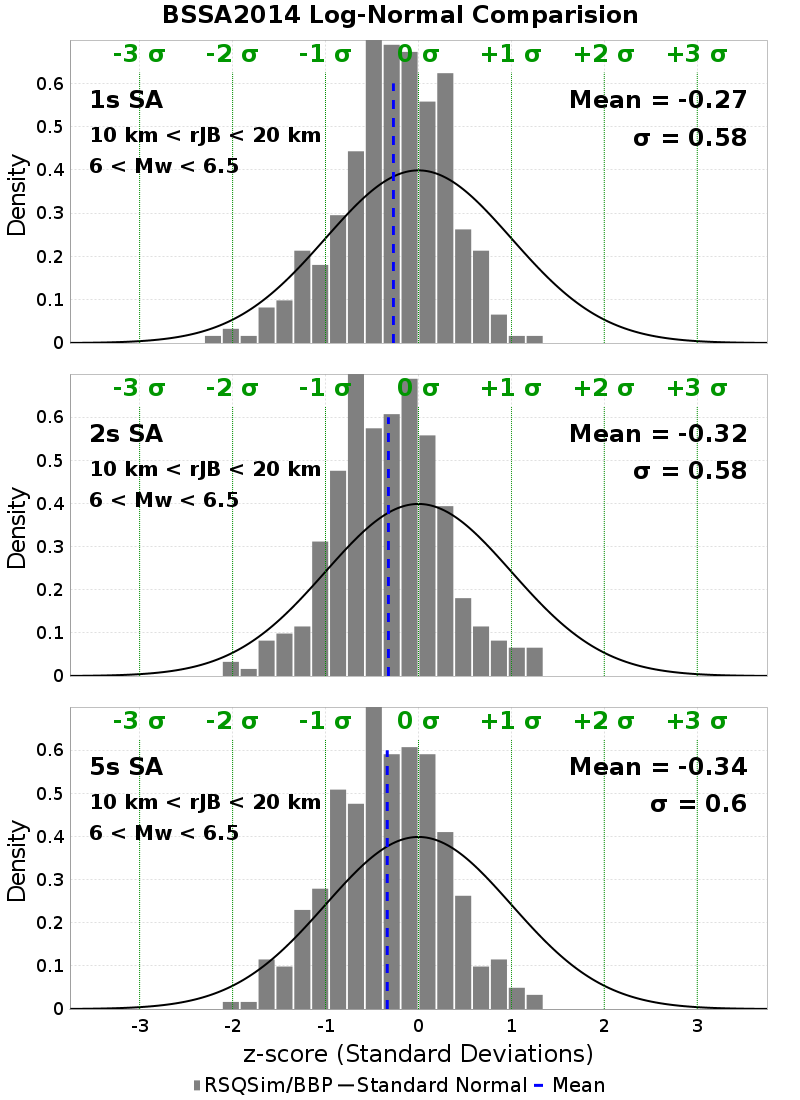 BSSA2014 Log-Normal Comparision
-3 σ -2 σ -1 σ 0 σ +1 σ +2 σ +3 σ
1s SA
10 km < rJB < 20 km
6 < Mw < 6.5
Mean = -0.27
σ = 0.58
Density
0.6
0.5
0.4
0.3
0.2
0.1
0
-3 σ -2 σ -1 σ 0 σ +1 σ +2 σ +3 σ
2s SA
10 km < rJB < 20 km
6 < Mw < 6.5
Mean = -0.32
σ = 0.58
Density
0.6
0.5
0.4
0.3
0.2
0.1
0
-3 σ -2 σ -1 σ 0 σ +1 σ +2 σ +3 σ
5s SA
10 km < rJB < 20 km
6 < Mw < 6.5
Mean = -0.34
σ = 0.6
Density
0.6
0.5
0.4
0.3
0.2
0.1
0
-3 -2 -1 0 1 2 3
z-score (Standard Deviations)
RSQSim/BBP Standard Normal Mean